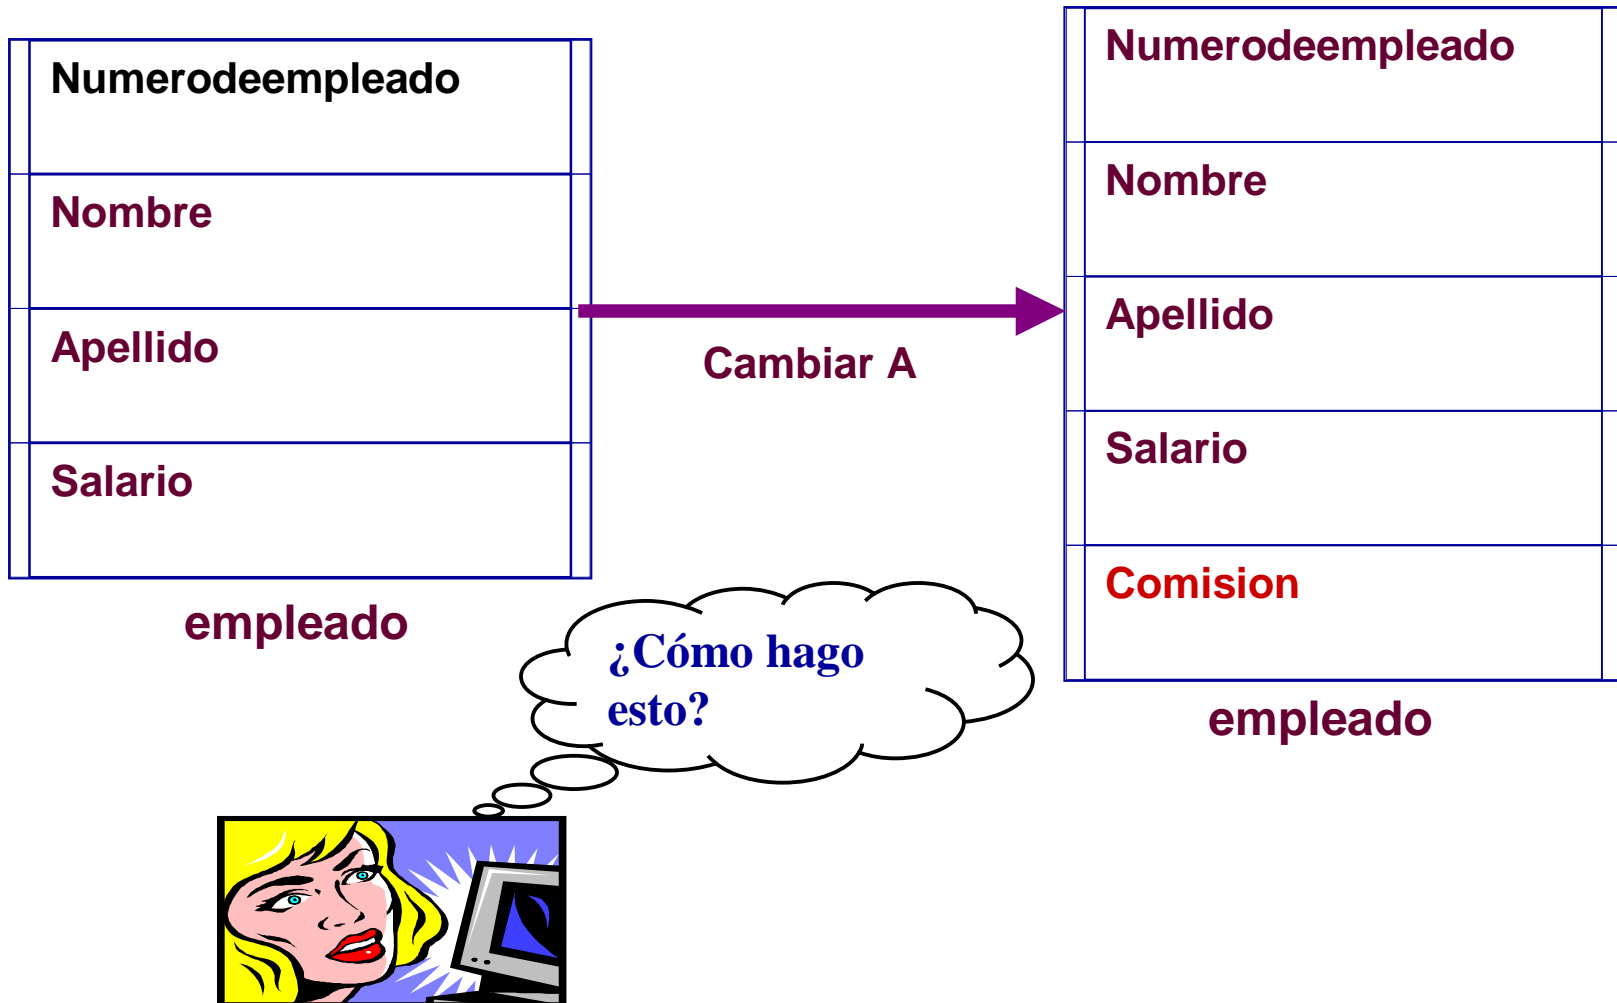 Numerodeempleado
Nombre
Apellido
Salario
empleado
Cambiar A
Numerodeempleado
Nombre
Apellido
Salario
Comision
empleado
¿Cómo hago
esto?